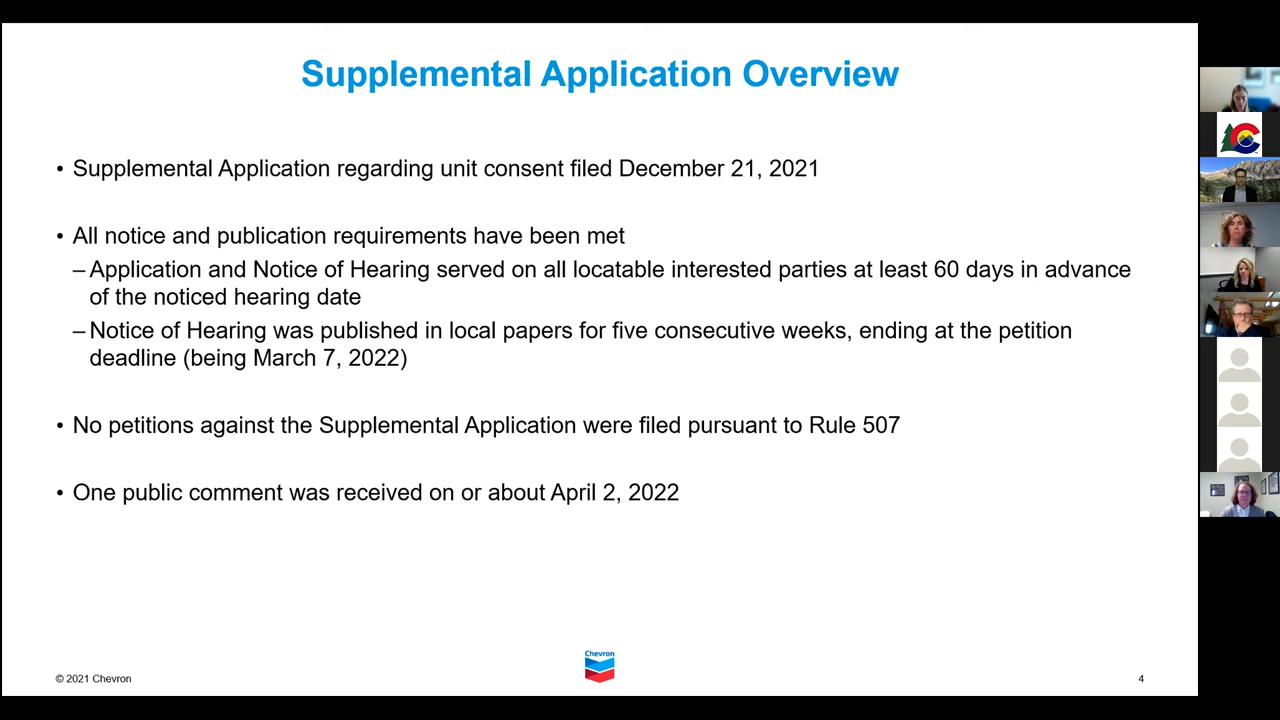 Supplemental Application Overview
• Supplemental Application regarding unit consent filed December 21, 2021
• All notice and publication requirements have been met
– Application and Notice of Hearing served on all locatable interested parties at least 60 days in advance
of the noticed hearing date
– Notice of Hearing was published in local papers for five consecutive weeks, ending at the petition
deadline (being March 7, 2022)
• No petitions against the Supplemental Application were filed pursuant to Rule 507
• One public comment was received on or about April 2, 2022
© 2021 Chevron
Chevron
4